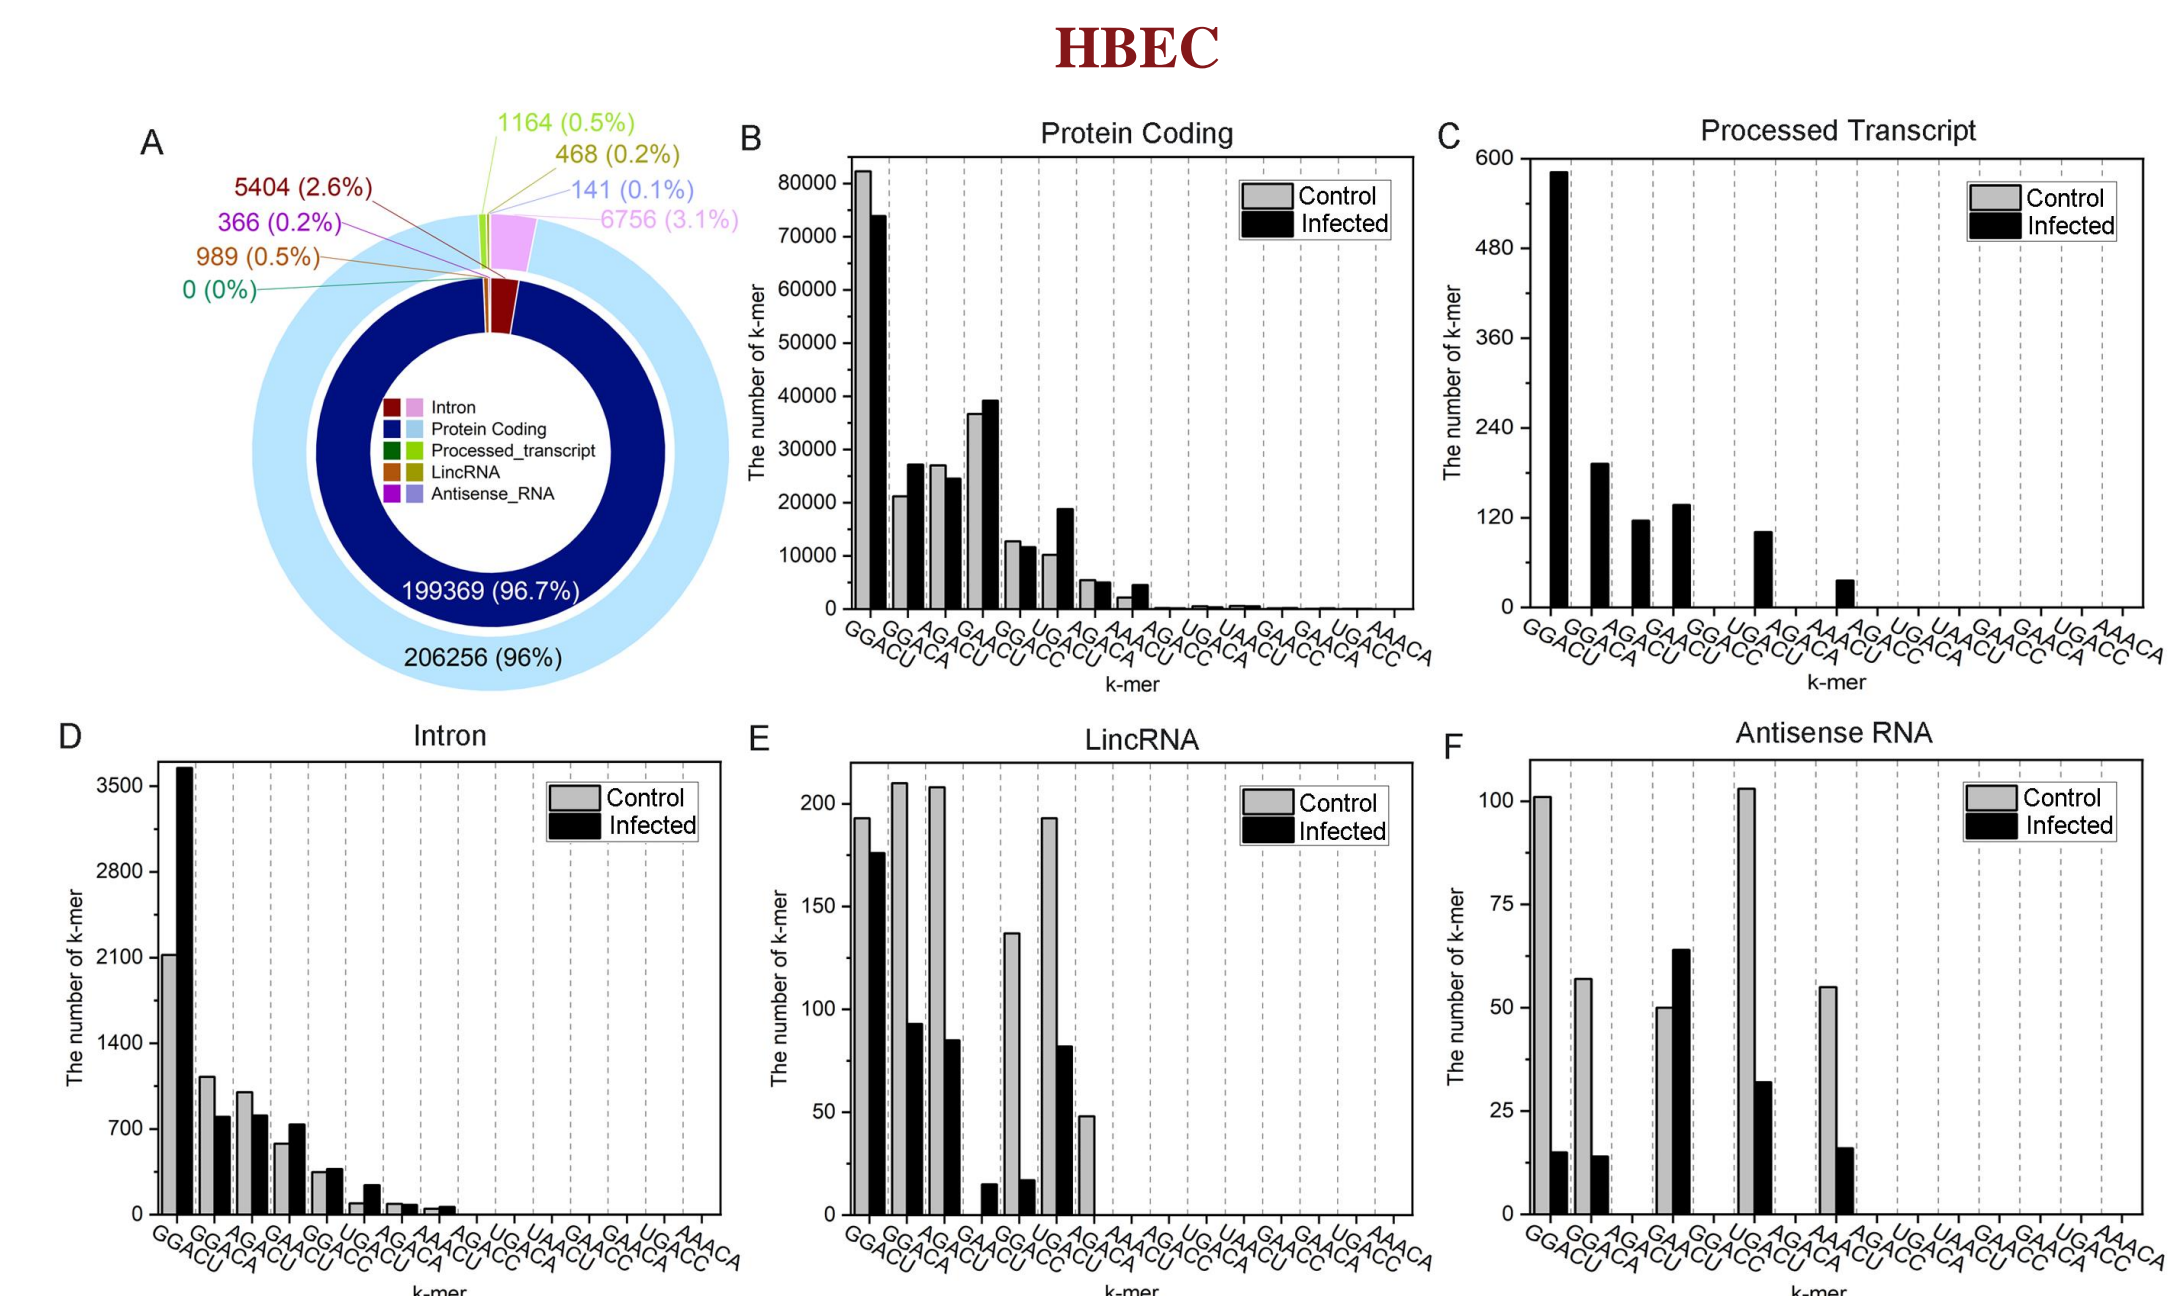 HBEC
A
1164 (0.5%)
468 (0.2%)
141 (0.1%)
6756 (3.1%)
5404 (2.6%)
366 (0.2%)
989 (0.5%)
0 (0%)
Intron
Protein Coding
Processed_transcript
LincRNA
Antisense_RNA
199369 (96.7%)
206256 (96%)
B
Protein Coding
Control
Infected
The number of k-mer
80000
70000
60000
50000
40000
30000
20000
10000
0
GGACU
GGACA
AGACU
GAACU
GGACC
UGACU
AGACA
AAACU
AGACC
UGACA
UAACU
GAACC
GAACA
UGACC
AAACA
k-mer
C
Processed Transcript
Control
Infected
The number of k-mer
600
480
360
240
120
0
GGACU
GGACA
AGACU
GAACU
GGACC
UGACU
AGACA
AAACU
AGACC
UGACA
UAACU
GAACC
GAACA
UGACC
AAACA
k-mer
D
Intron
Control
Infected
The number of k-mer
3500
2800
2100
1400
700
0
GGACU
GGACA
AGACU
GAACU
GGACC
UGACU
AGACA
AAACU
AGACC
UGACA
UAACU
GAACC
GAACA
UGACC
AAACA
k-mer
E
LincRNA
Control
Infected
The number of k-mer
200
150
100
50
0
GGACU
GGACA
AGACU
GAACU
GGACC
UGACU
AGACA
AAACU
AGACC
UGACA
UAACU
GAACC
GAACA
UGACC
AAACA
k-mer
F
Antisense RNA
Control
Infected
The number of k-mer
100
75
50
25
0
GGACU
GGACA
AGACU
GAACU
GGACC
UGACU
AGACA
AAACU
AGACC
UGACA
UAACU
GAACC
GAACA
UGACC
AAACA
k-mer